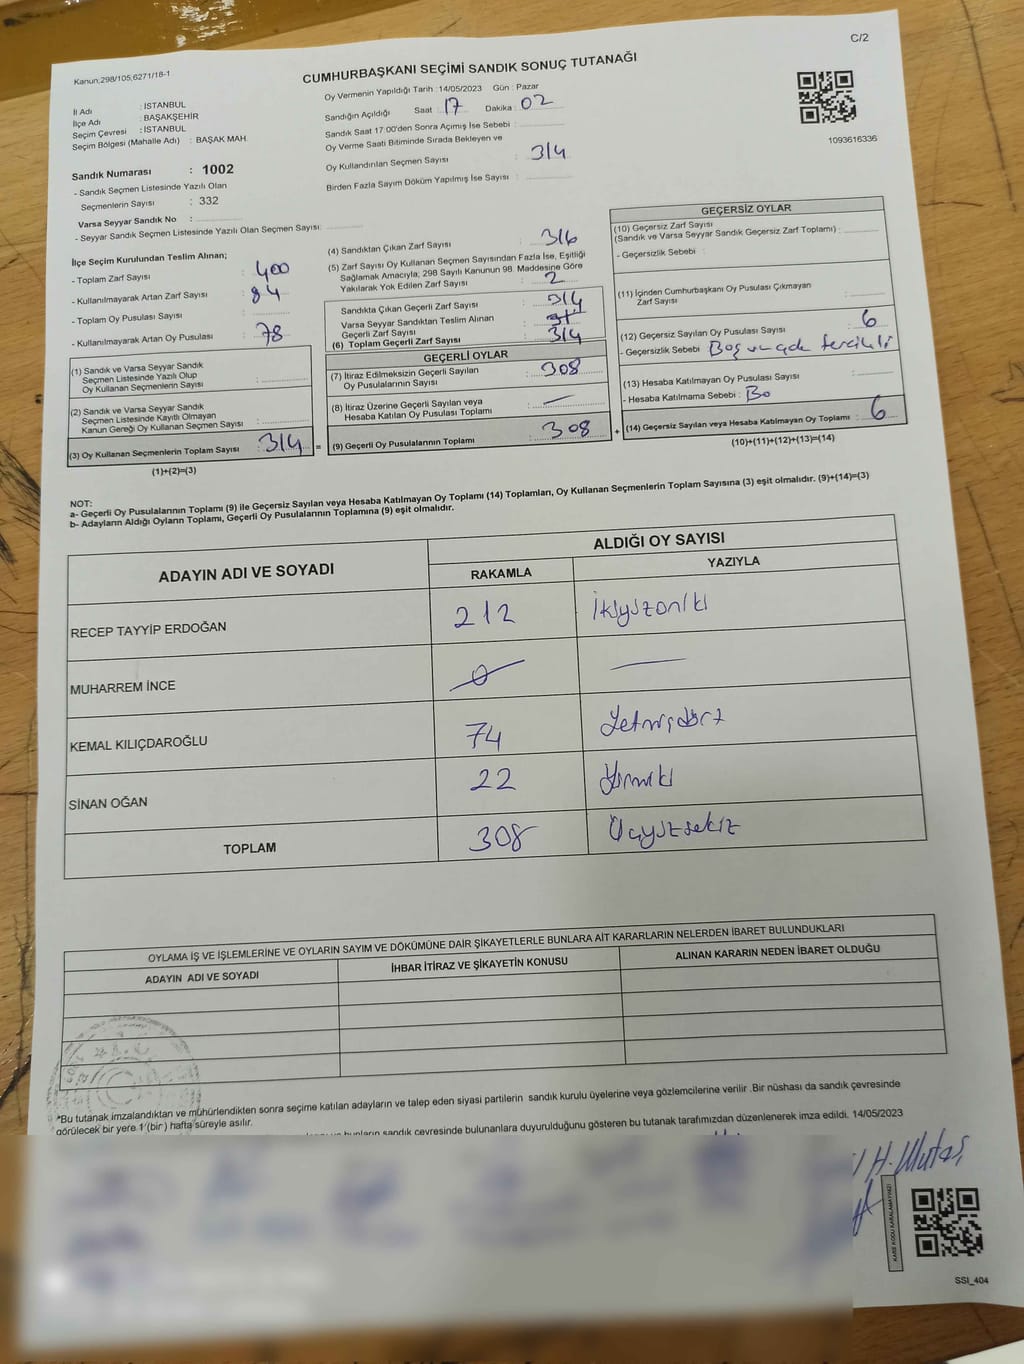 C/2
Kanun;298/105,6271/18-1
CUMHURBAŞKANI SEÇİMİ SANDIK SONUÇ TUTANAĞI
İl Adı : İSTANBUL
İlçe Adı : BAŞAKŞEHİR
Seçim Çevresi : İSTANBUL
Seçim Bölgesi (Mahalle Adı) : BAŞAK MAH.
Sandık Numarası : 1002
- Sandık Seçmen Listesinde Yazılı Olan
Seçmenlerin Sayısı : 332
Varsa Seyyar Sandık No :
- Seyyar Sandık Seçmen Listesinde Yazılı Olan Seçmen Sayısı:
Oy Vermenin Yapıldığı Tarih :14/05/2023 Gün : Pazar
Sandığın Açıldığı Saat : 17 Dakika : 02
Sandık Saat 17:00'den Sonra Açımış İse Sebebi :
Oy Verme Saati Bitiminde Sırada Bekleyen ve
Oy Kullandırılan Seçmen Sayısı : 314
Birden Fazla Sayım Döküm Yapılmış İse Sayısı :
1093616336
İlçe Seçim Kurulundan Teslim Alınan;
- Toplam Zarf Sayısı : 400
- Kullanılmayarak Artan Zarf Sayısı : 84
- Toplam Oy Pusulası Sayısı :
- Kullanılmayarak Artan Oy Pusulası : 78
(1) Sandık ve Varsa Seyyar Sandık
Seçmen Listesinde Yazılı Olup
Oy Kullanan Seçmenlerin Sayısı :
(2) Sandık ve Varsa Seyyar Sandık
Seçmen Listesinde Kayıtlı Olmayan
Kanun Gereği Oy Kullanan Seçmen Sayısı :
(3) Oy Kullanan Seçmenlerin Toplam Sayısı : 314 =
(1)+(2)=(3)
(4) Sandıktan Çıkan Zarf Sayısı : 316
(5) Zarf Sayısı Oy Kullanan Seçmen Sayısından Fazla İse, Eşitliği
Sağlamak Amacıyla; 298 Sayılı Kanunun 98. Maddesine Göre
Yakılarak Yok Edilen Zarf Sayısı : 2
Sandıkta Çıkan Geçerli Zarf Sayısı : 314
Varsa Seyyar Sandıktan Teslim Alınan
Geçerli Zarf Sayısı :
(6) Toplam Geçerli Zarf Sayısı : 314
GEÇERLİ OYLAR
(7) İtiraz Edilmeksizin Geçerli Sayılan
Oy Pusulalarının Sayısı : 308
(8) İtiraz Üzerine Geçerli Sayılan veya
Hesaba Katılan Oy Pusulası Toplamı : —
(9) Geçerli Oy Pusulalarının Toplamı : 308 +
GEÇERSİZ OYLAR
(10) Geçersiz Zarf Sayısı
(Sandık ve Varsa Seyyar Sandık Geçersiz Zarf Toplamı) :
- Geçersizlik Sebebi :
(11) İçinden Cumhurbaşkanı Oy Pusulası Çıkmayan
Zarf Sayısı :
(12) Geçersiz Sayılan Oy Pusulası Sayısı : 6
- Geçersizlik Sebebi : Boş
(13) Hesaba Katılmayan Oy Pusulası Sayısı :
- Hesaba Katılmama Sebebi : Bo
(14) Geçersiz Sayılan veya Hesaba Katılmayan Oy Toplamı : 6
(10)+(11)+(12)+(13)=(14)
NOT:
a- Geçerli Oy Pusulalarının Toplamı (9) ile Geçersiz Sayılan veya Hesaba Katılmayan Oy Toplamı (14) Toplamları, Oy Kullanan Seçmenlerin Toplam Sayısına (3) eşit olmalıdır. (9)+(14)=(3)
b- Adayların Aldığı Oyların Toplamı, Geçerli Oy Pusulalarının Toplamına (9) eşit olmalıdır.
ADAYIN ADI VE SOYADI
ALDIĞI OY SAYISI
RAKAMLA YAZIYLA
RECEP TAYYİP ERDOĞAN 212 ikiyüzoniki
MUHARREM İNCE 0 —
KEMAL KILIÇDAROĞLU 74 Yetmişdört
SİNAN OĞAN 22 Yirmiiki
TOPLAM 308 Üçyüzsekiz
OYLAMA İŞ VE İŞLEMLERİNE VE OYLARIN SAYIM VE DÖKÜMÜNE DAİR ŞİKAYETLERLE BUNLARA AİT KARARLARIN NELERDEN İBARET BULUNDUKLARI
ADAYIN ADI VE SOYADI İHBAR İTİRAZ VE ŞİKAYETİN KONUSU ALINAN KARARIN NEDEN İBARET OLDUĞU
*Bu tutanak imzalandıktan ve mühürlendikten sonra seçime katılan adayların ve talep eden siyasi partilerin sandık kurulu üyelerine veya gözlemcilerine verilir .Bir nüshası da sandık çevresinde
görülecek bir yere 1 (bir ) hafta süreyle asılır.
bunların sandık çevresinde bulunanlara duyurulduğunu gösteren bu tutanak tarafımızdan düzenlenerek imza edildi. 14/05/2023
SSI_404